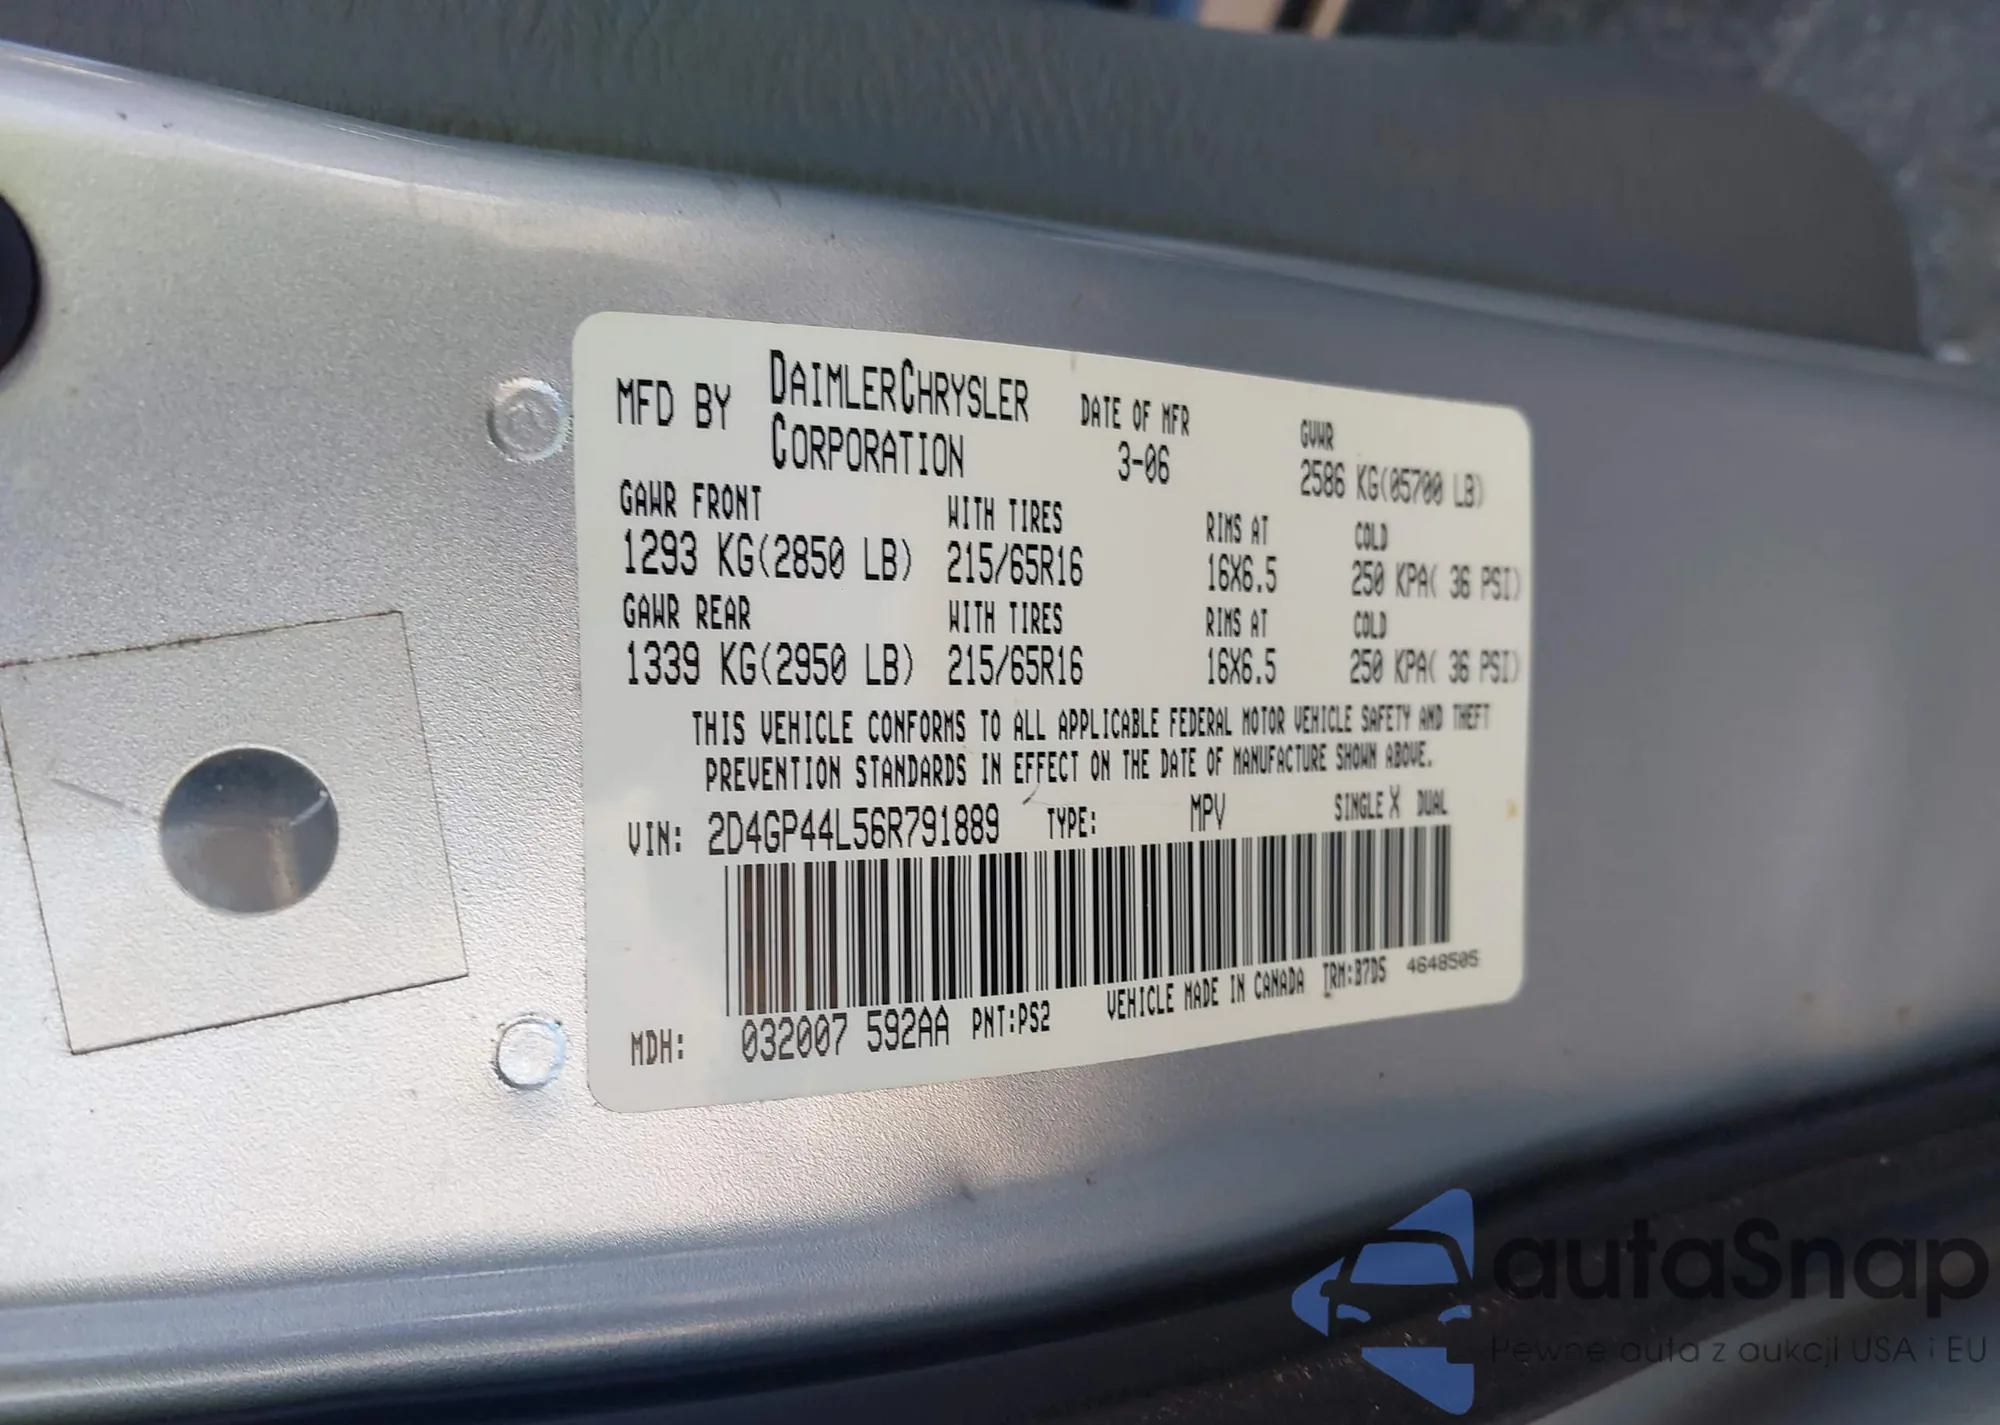 MFD BY DAIMLERCHRYSLER CORPORATION
DATE OF MFR
3-06
GVWR
2586 KG(05700 LB)
GAWR FRONT WITH TIRES RIMS AT COLD
1293 KG(2850 LB) 215/65R16 16X6.5 250 KPA( 36 PSI)
GAWR REAR WITH TIRES RIMS AT COLD
1339 KG(2950 LB) 215/65R16 16X6.5 250 KPA( 36 PSI)
THIS VEHICLE CONFORMS TO ALL APPLICABLE FEDERAL MOTOR VEHICLE SAFETY AND THEFT
PREVENTION STANDARDS IN EFFECT ON THE DATE OF MANUFACTURE SHOWN ABOVE.
VIN: 2D4GP44L56R791889 TYPE: MPV SINGLE X DUAL
MDH: 032007 592AA PNT:PS2 VEHICLE MADE IN CANADA TRM:B7D5 4648505
autaSnap
Pewne auta z aukcji USA i EU